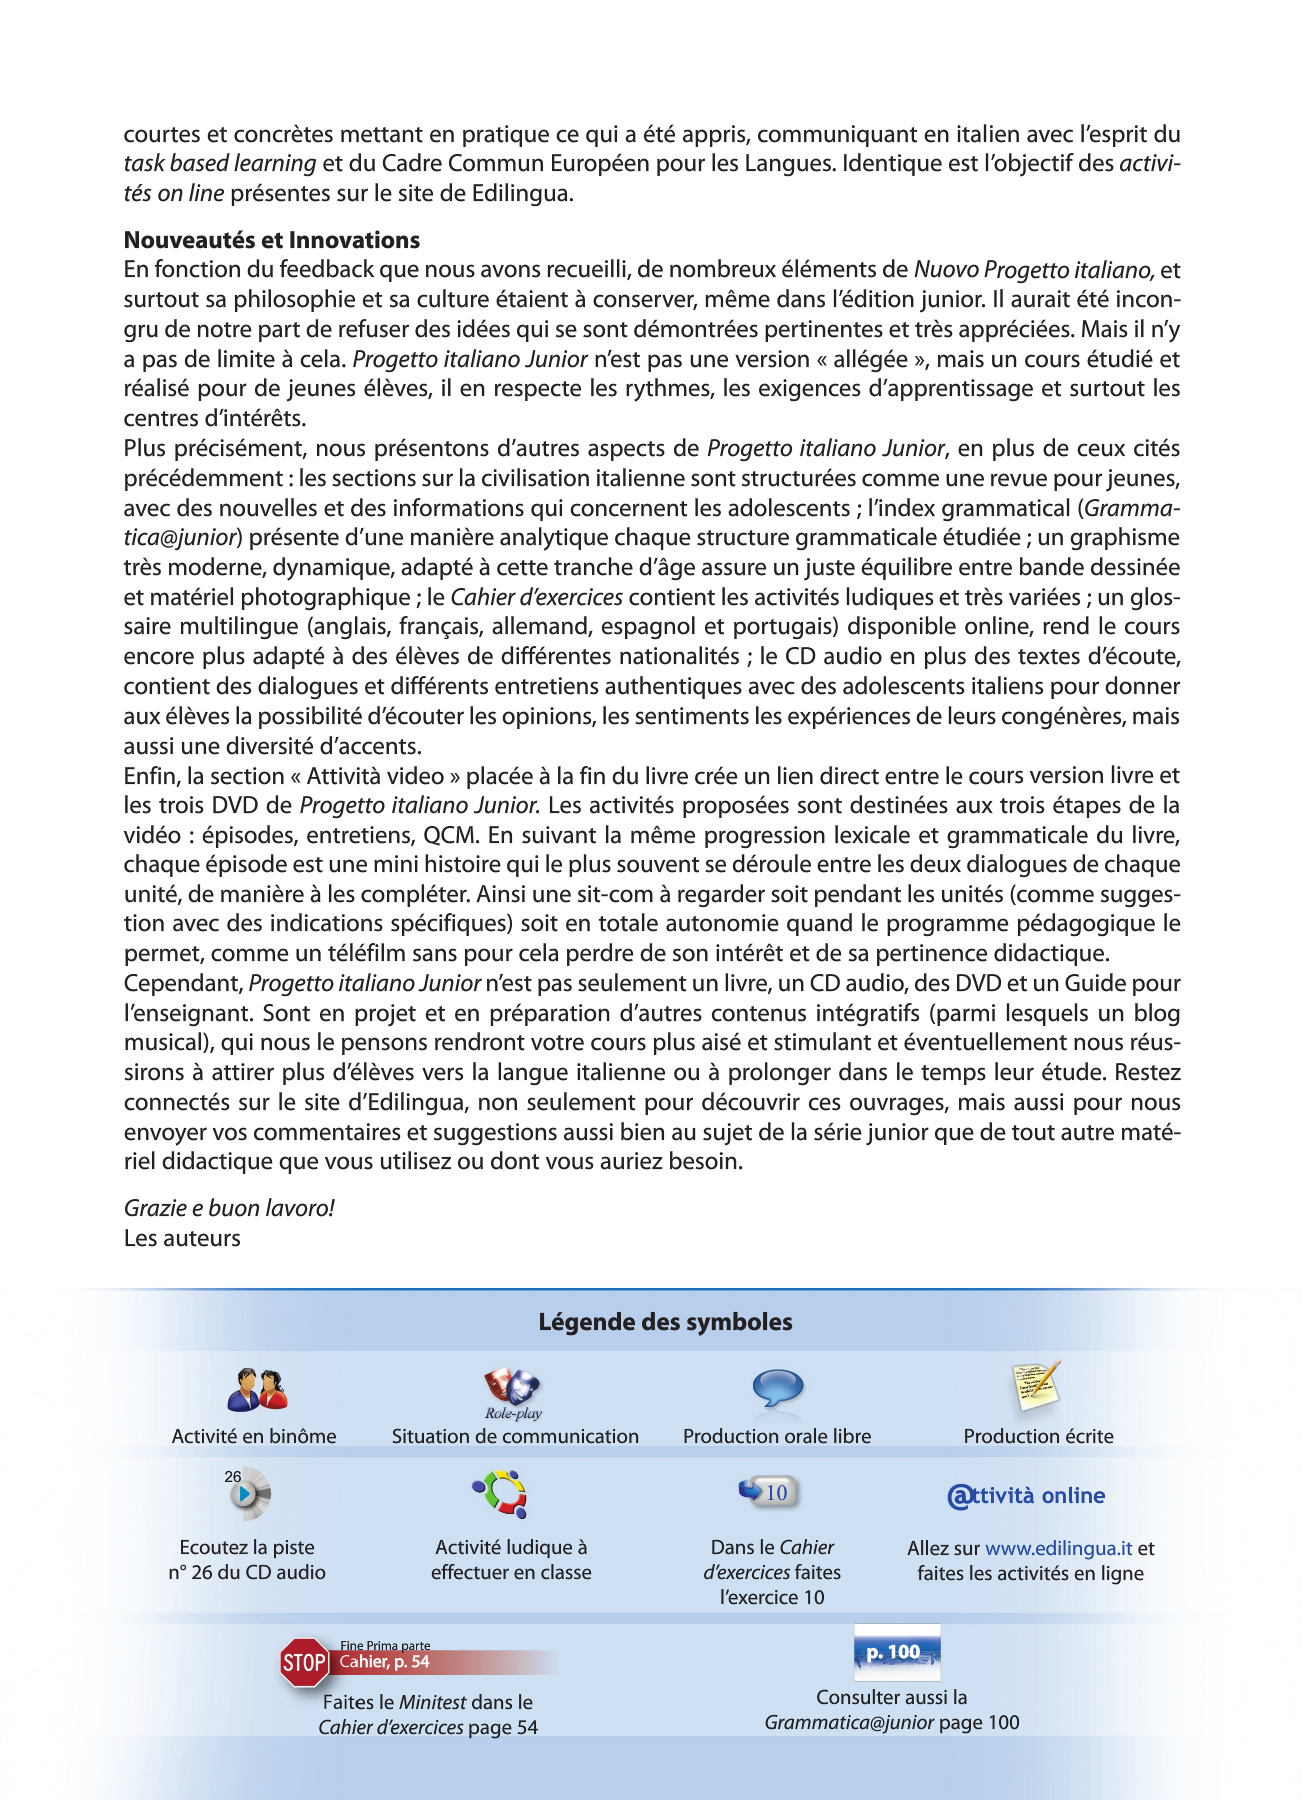 courtes et concrètes mettant en pratique ce qui a été appris, communiquant en italien avec l’esprit du
task based learning et du Cadre Commun Européen pour les Langues. Identique est l’objectif des activi-
tés on line présentes sur le site de Edilingua.
Nouveautés et Innovations
En fonction du feedback que nous avons recueilli, de nombreux éléments de Nuovo Progetto italiano, et
surtout sa philosophie et sa culture étaient à conserver, même dans l’édition junior. Il aurait été incon-
gru de notre part de refuser des idées qui se sont démontrées pertinentes et très appréciées. Mais il n’y
a pas de limite à cela. Progetto italiano Junior n’est pas une version « allégée », mais un cours étudié et
réalisé pour de jeunes élèves, il en respecte les rythmes, les exigences d’apprentissage et surtout les
centres d’intérêts.
Plus précisément, nous présentons d’autres aspects de Progetto italiano Junior, en plus de ceux cités
précédemment : les sections sur la civilisation italienne sont structurées comme une revue pour jeunes,
avec des nouvelles et des informations qui concernent les adolescents ; l’index grammatical (Gramma-
tica@junior) présente d’une manière analytique chaque structure grammaticale étudiée ; un graphisme
très moderne, dynamique, adapté à cette tranche d’âge assure un juste équilibre entre bande dessinée
et matériel photographique ; le Cahier d’exercices contient les activités ludiques et très variées ; un glos-
saire multilingue (anglais, français, allemand, espagnol et portugais) disponible online, rend le cours
encore plus adapté à des élèves de différentes nationalités ; le CD audio en plus des textes d’écoute,
contient des dialogues et différents entretiens authentiques avec des adolescents italiens pour donner
aux élèves la possibilité d’écouter les opinions, les sentiments les expériences de leurs congénères, mais
aussi une diversité d’accents.
Enfin, la section « Attività video » placée à la fin du livre crée un lien direct entre le cours version livre et
les trois DVD de Progetto italiano Junior. Les activités proposées sont destinées aux trois étapes de la
vidéo : épisodes, entretiens, QCM. En suivant la même progression lexicale et grammaticale du livre,
chaque épisode est une mini histoire qui le plus souvent se déroule entre les deux dialogues de chaque
unité, de manière à les compléter. Ainsi une sit-com à regarder soit pendant les unités (comme sugges-
tion avec des indications spécifiques) soit en totale autonomie quand le programme pédagogique le
permet, comme un téléfilm sans pour cela perdre de son intérêt et de sa pertinence didactique.
Cependant, Progetto italiano Junior n’est pas seulement un livre, un CD audio, des DVD et un Guide pour
l’enseignant. Sont en projet et en préparation d’autres contenus intégratifs (parmi lesquels un blog
musical), qui nous le pensons rendront votre cours plus aisé et stimulant et éventuellement nous réus-
sirons à attirer plus d’élèves vers la langue italienne ou à prolonger dans le temps leur étude. Restez
connectés sur le site d’Edilingua, non seulement pour découvrir ces ouvrages, mais aussi pour nous
envoyer vos commentaires et suggestions aussi bien au sujet de la série junior que de tout autre maté-
riel didactique que vous utilisez ou dont vous auriez besoin.
Grazie e buon lavoro!
Les auteurs
Légende des symboles
Role-play
Activité en binôme
Situation de communication
Production orale libre
Production écrite
26
10
@ttività online
Ecoutez la piste
n° 26 du CD audio
Activité ludique à
effectuer en classe
Dans le Cahier
d’exercices faites
l’exercice 10
Allez sur www.edilingua.it et
faites les activités en ligne
STOP
Fine Prima parte
Cahier, p. 54
Faites le Minitest dans le
Cahier d’exercices page 54
p. 100
Consulter aussi la
Grammatica@junior page 100